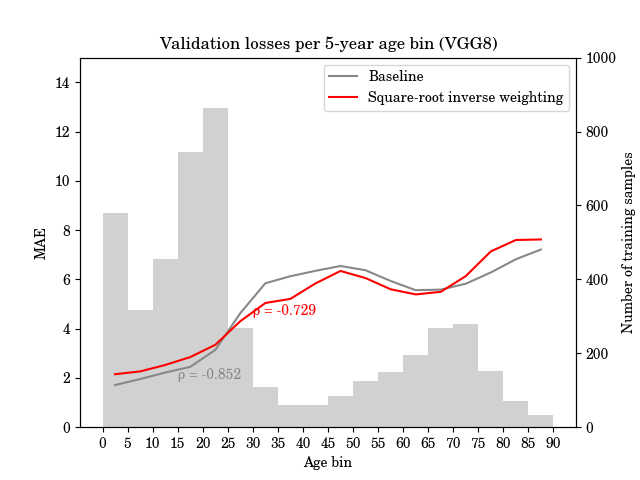 Validation losses per 5-year age bin (VGG8)
Baseline
Square-root inverse weighting
MAE
14
12
10
8
6
4
2
0
1000
800
600
400
200
0
Number of training samples
ρ = -0.729
ρ = -0.852
0 5 10 15 20 25 30 35 40 45 50 55 60 65 70 75 80 85 90
Age bin